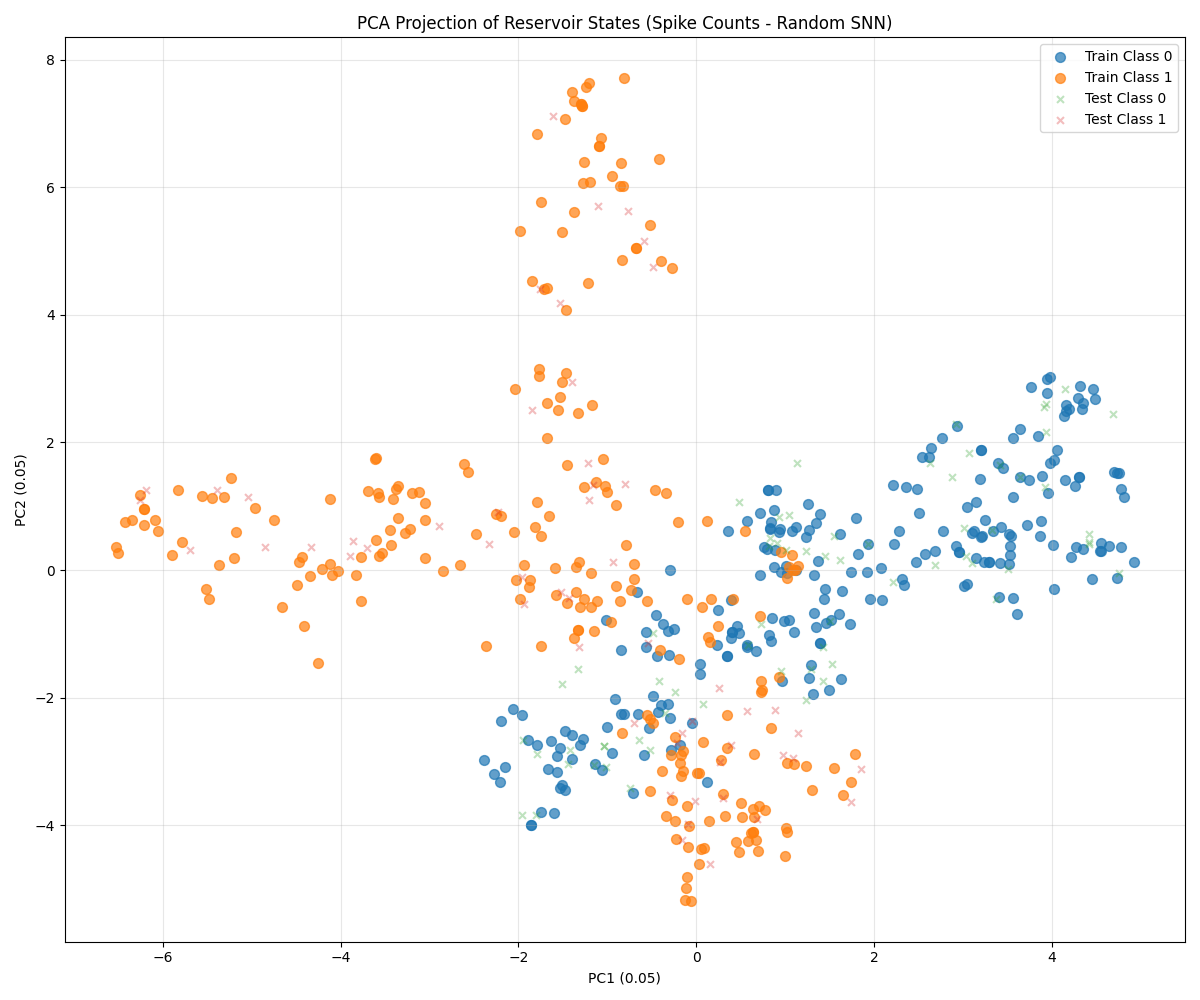 PCA Projection of Reservoir States (Spike Counts - Random SNN)
Train Class 0
Train Class 1
Test Class 0
Test Class 1
8
6
4
2
0
−2
−4
PC2 (0.05)
−6
−4
−2
0
2
4
PC1 (0.05)